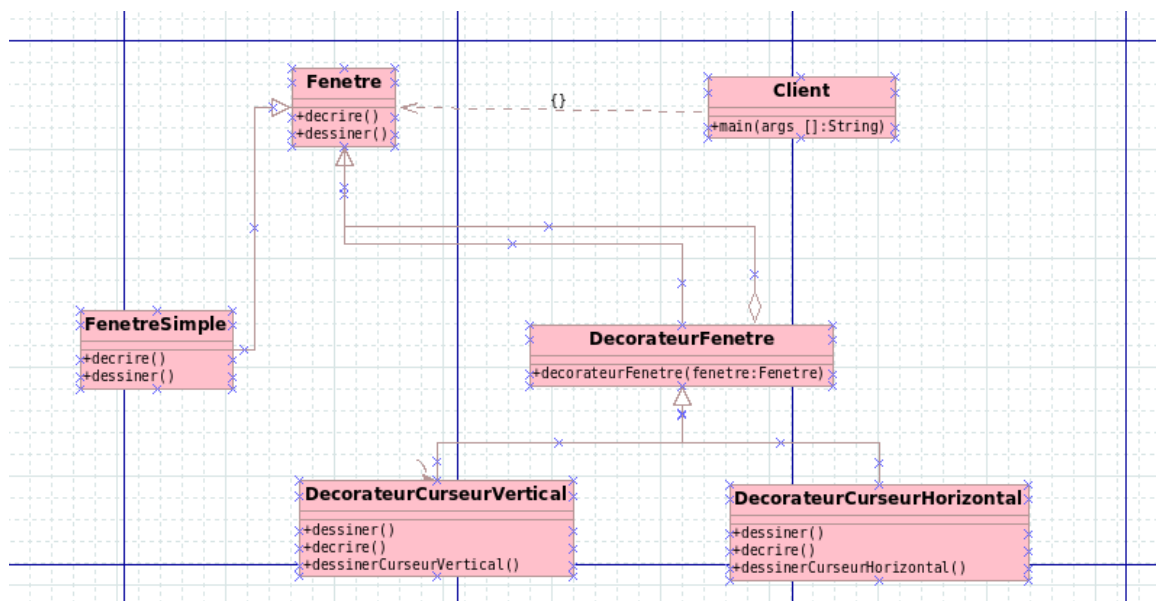 Fenetre
+decrire()
+dessiner()
{}
Client
+main(args []:String)
FenetreSimple
+decrire()
+dessiner()
DecorateurFenetre
+decorateurFenetre(fenetre:Fenetre)
DecorateurCurseurVertical
+dessiner()
+decrire()
+dessinerCurseurVertical()
DecorateurCurseurHorizontal
+dessiner()
+decrire()
+dessinerCurseurHorizontal()